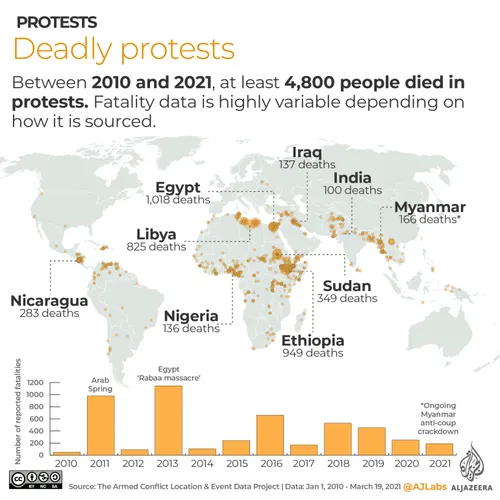 PROTESTS
Deadly protests
Between 2010 and 2021, at least 4,800 people died in
protests. Fatality data is highly variable depending on
how it is sourced.
Iraq
137 deaths
India
100 deaths
Egypt
1,018 deaths
Myanmar
166 deaths*
Libya
825 deaths
Sudan
349 deaths
Nicaragua
283 deaths
Nigeria
136 deaths
Ethiopia
949 deaths
Number of reported fatalities
1200
1000
800
600
400
200
0
Arab
Spring
Egypt
‘Rabaa massacre’
*Ongoing
Myanmar
anti-coup
crackdown
2010 2011 2012 2013 2014 2015 2016 2017 2018 2019 2020 2021
CC BY NC SA
Source: The Armed Conflict Location & Event Data Project | Data: Jan 1, 2010 - March 19, 2021 @AJLabs
ALJAZEERA